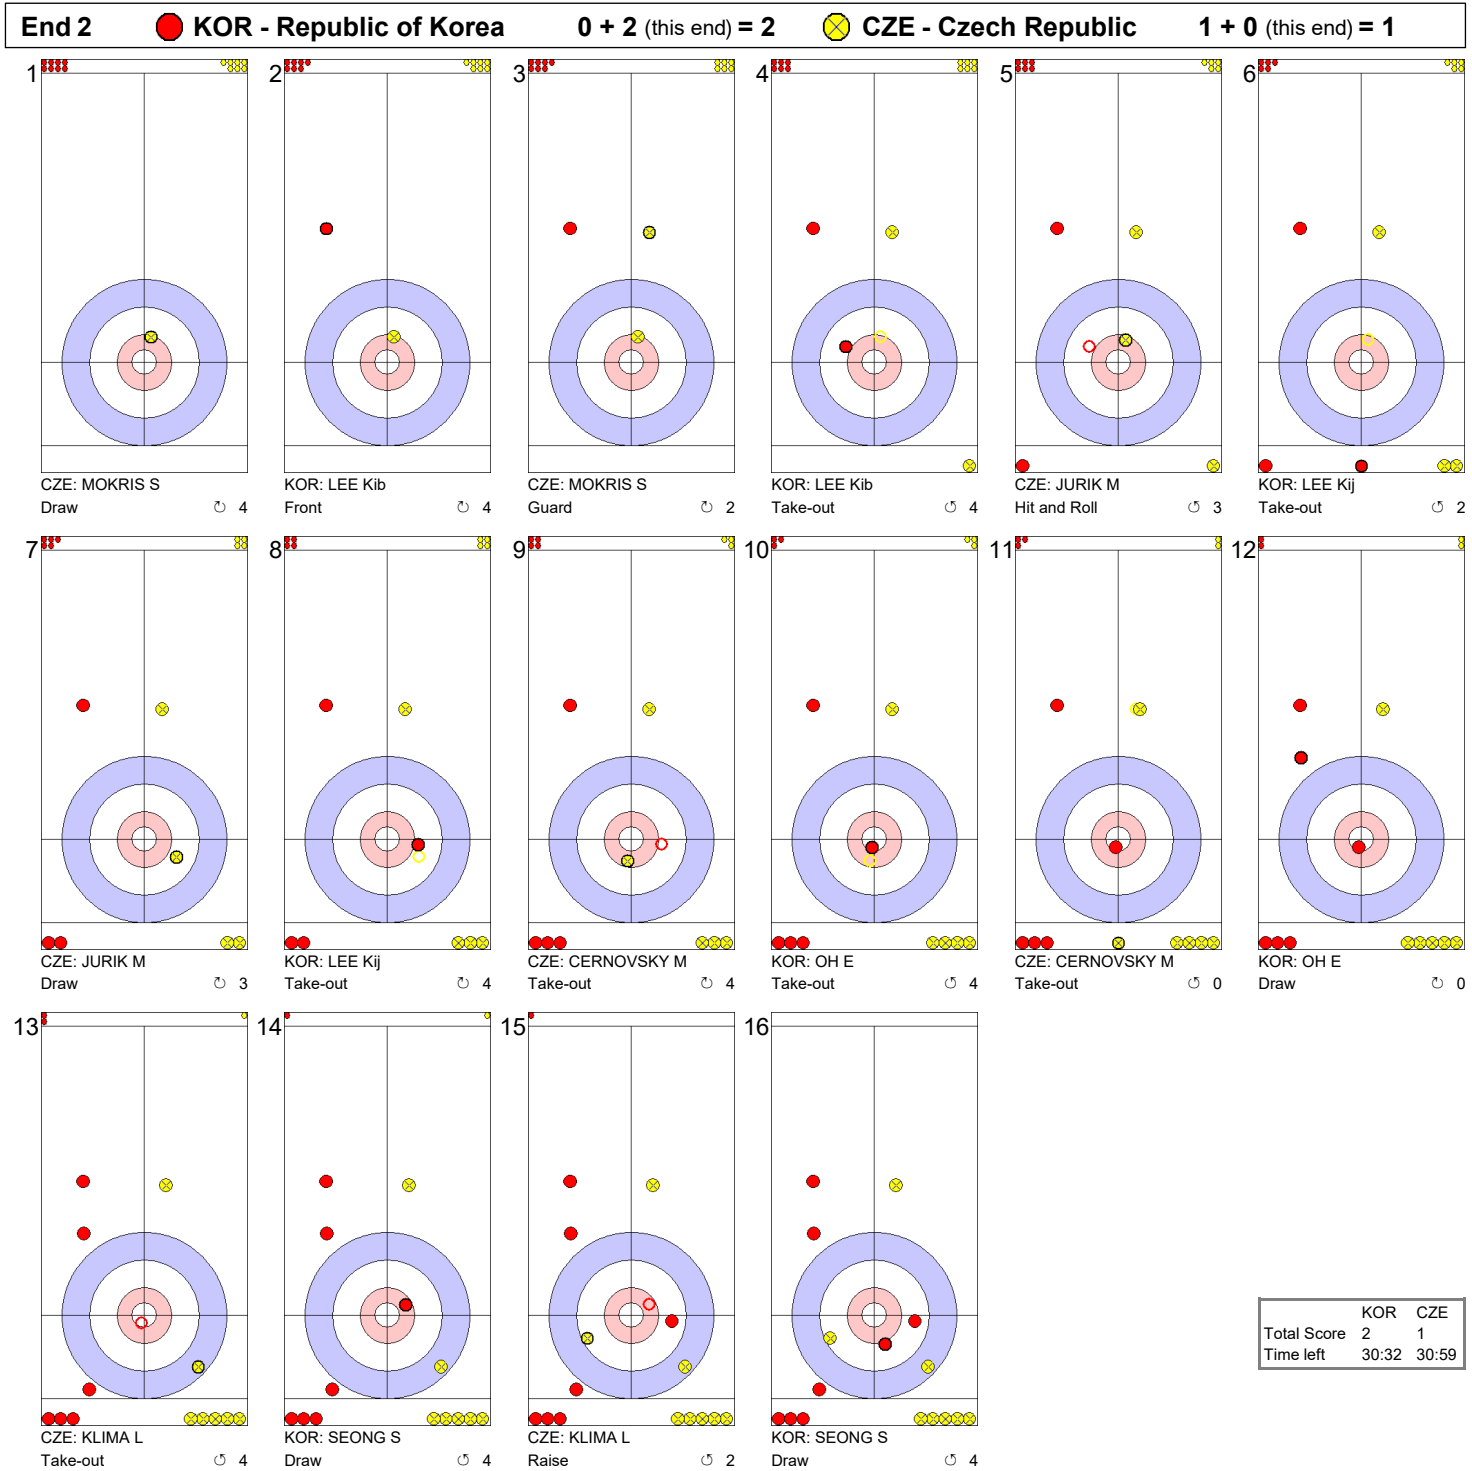 End 2 KOR - Republic of Korea 0 + 2 (this end) = 2 CZE - Czech Republic 1 + 0 (this end) = 1
1 2 3 4 5 6
CZE: MOKRIS S KOR: LEE Kib CZE: MOKRIS S KOR: LEE Kib CZE: JURIK M KOR: LEE Kij
Draw ↻ 4 Front ↻ 4 Guard ↻ 2 Take-out ↻ 4 Hit and Roll ↺ 3 Take-out ↺ 2
7 8 9 10 11 12
CZE: JURIK M KOR: LEE Kij CZE: CERNOVSKY M KOR: OH E CZE: CERNOVSKY M KOR: OH E
Draw ↻ 3 Take-out ↻ 4 Take-out ↻ 4 Take-out ↺ 4 Take-out ↺ 0 Draw ↻ 0
13 14 15 16
CZE: KLIMA L KOR: SEONG S CZE: KLIMA L KOR: SEONG S
Take-out ↻ 4 Draw ↺ 4 Raise ↺ 2 Draw ↺ 4
KOR CZE
Total Score 2 1
Time left 30:32 30:59